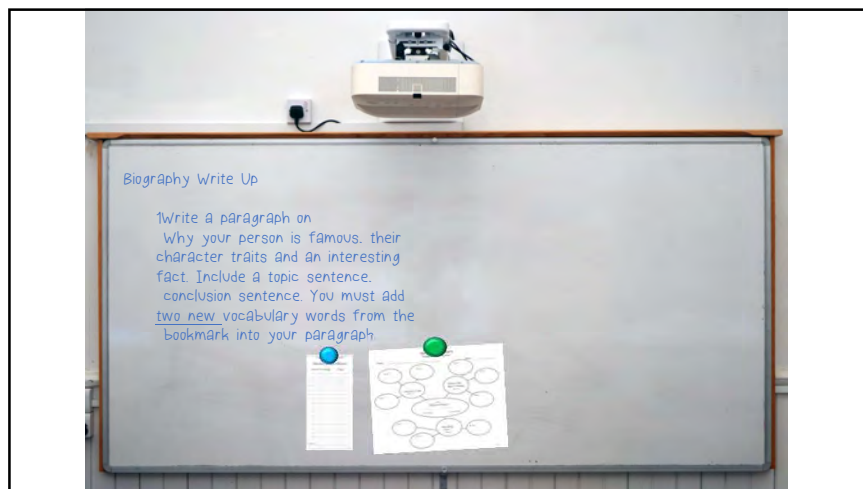 Biography Write Up
1Write a paragraph on
Why your person is famous, their
character traits and an interesting
fact. Include a topic sentence,
conclusion sentence. You must add
two new vocabulary words from the
bookmark into your paragraph.